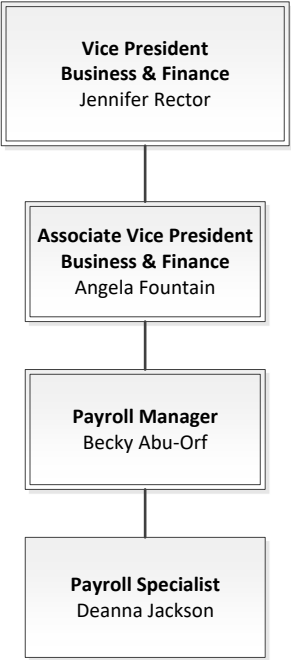 Vice President
Business & Finance
Jennifer Rector
Associate Vice President
Business & Finance
Angela Fountain
Payroll Manager
Becky Abu-Orf
Payroll Specialist
Deanna Jackson